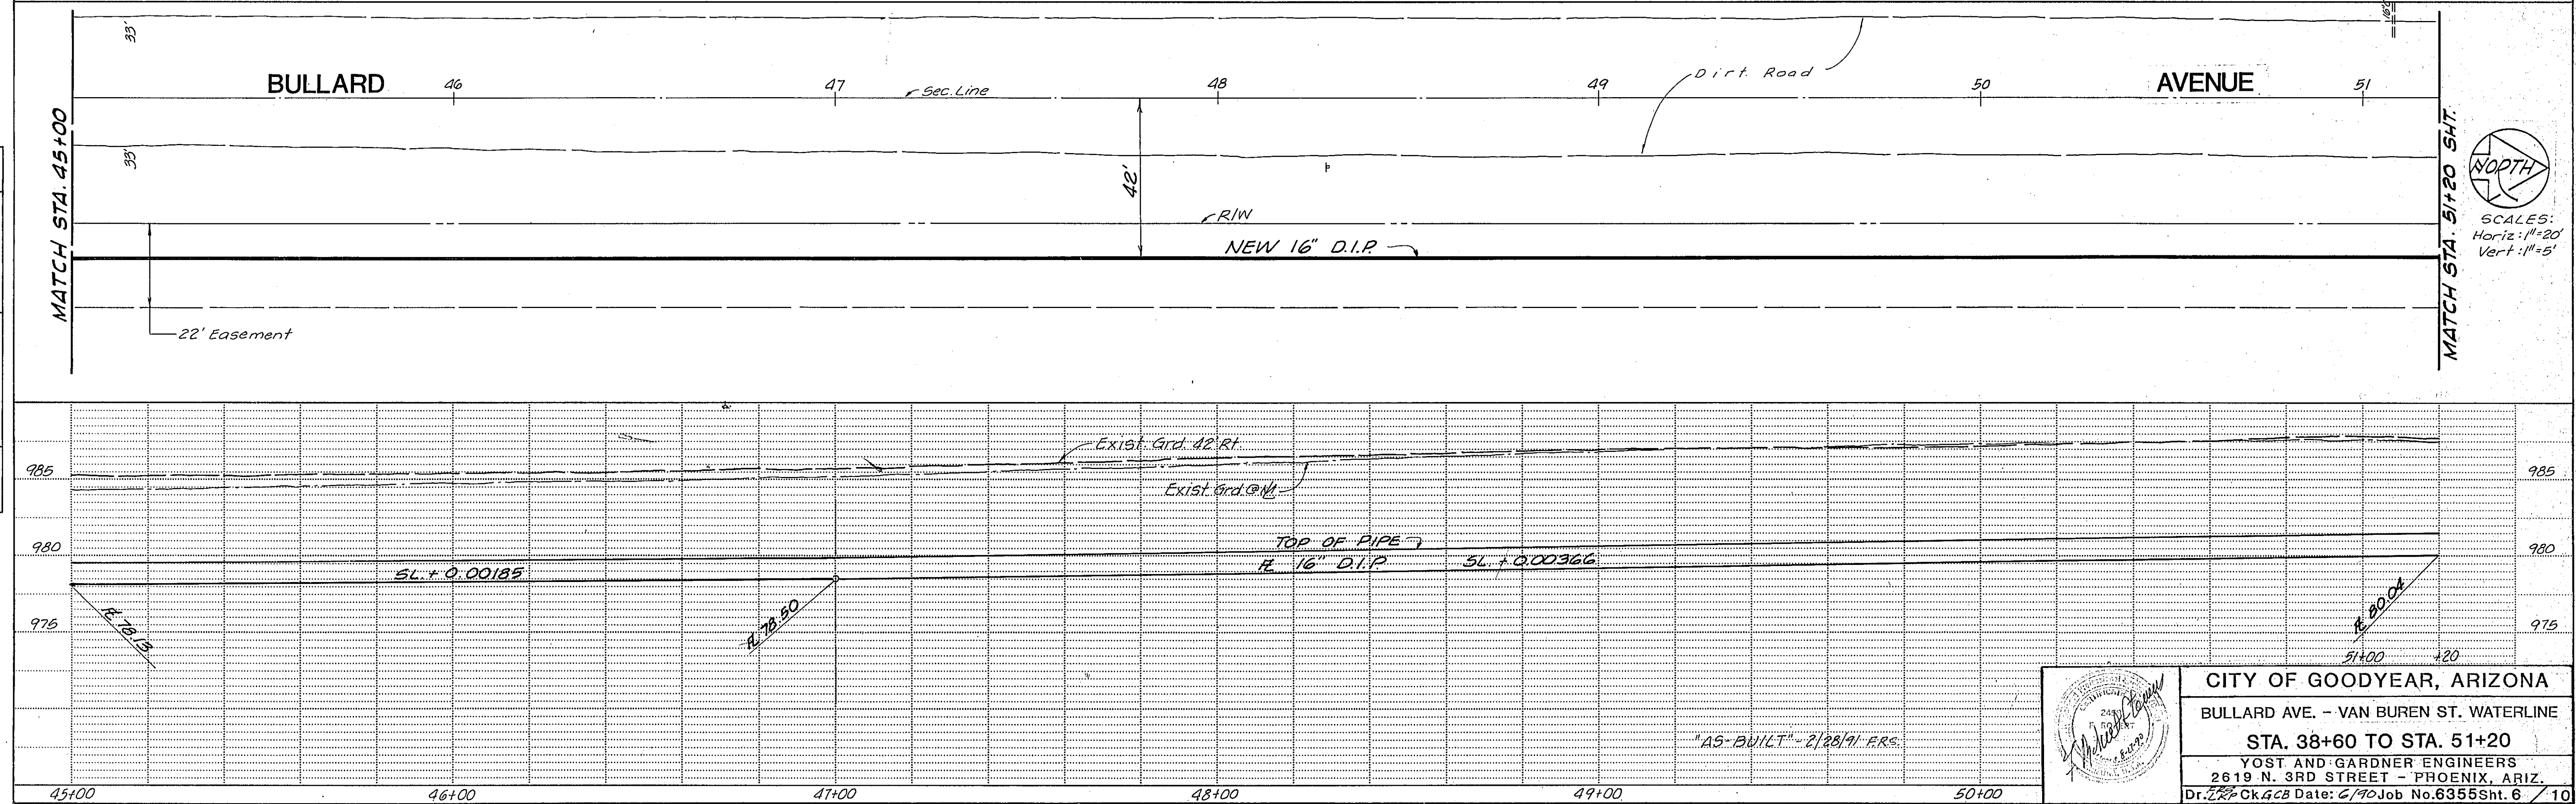 33'
BULLARD
46
47
Sec. Line
48
49
Dirt Road
50
AVENUE
51
MATCH STA. 45+00
33'
42'
R/W
NEW 16" D.I.P.
22' Easement
MATCH STA. 51+20 SHT.
NORTH
SCALES:
Horiz: 1"=20'
Vert: 1"=5'
Exist. Grd. 42' Rt.
Exist. Grd. @
985
985
980
980
975
975
TOP OF PIPE
16" D.I.P.
SL. + 0.00185
SL. + 0.00366
78.13
78.50
80.04
51+00
+20
"AS-BUILT" - 2/28/91
45+00
46+00
47+00
48+00
49+00
50+00
CITY OF GOODYEAR, ARIZONA
BULLARD AVE. - VAN BUREN ST. WATERLINE
STA. 38+60 TO STA. 51+20
YOST AND GARDNER ENGINEERS
2619 N. 3RD STREET - PHOENIX, ARIZ.
Dr. Ck. GCB Date: 6/90 Job No. 6355 Sht. 6 / 10